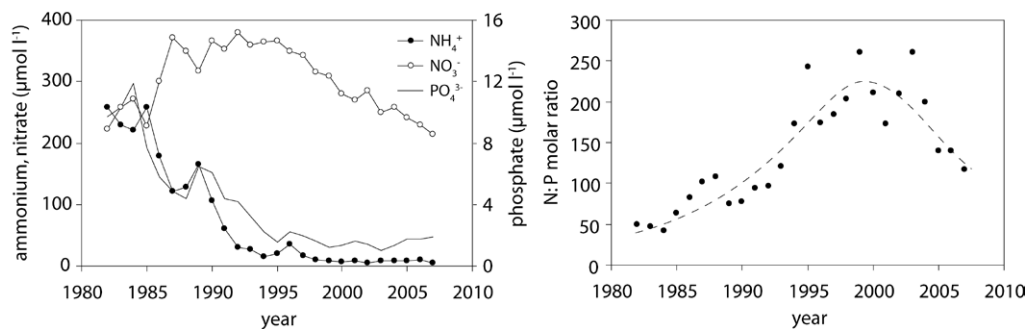 400
300
200
100
0
ammonium, nitrate (µmol l⁻¹)
16
12
8
4
0
phosphate (µmol l⁻¹)
NH₄⁺
NO₃⁻
PO₄³⁻
1980 1985 1990 1995 2000 2005 2010
year
300
250
200
150
100
50
0
N:P molar ratio
1980 1985 1990 1995 2000 2005 2010
year